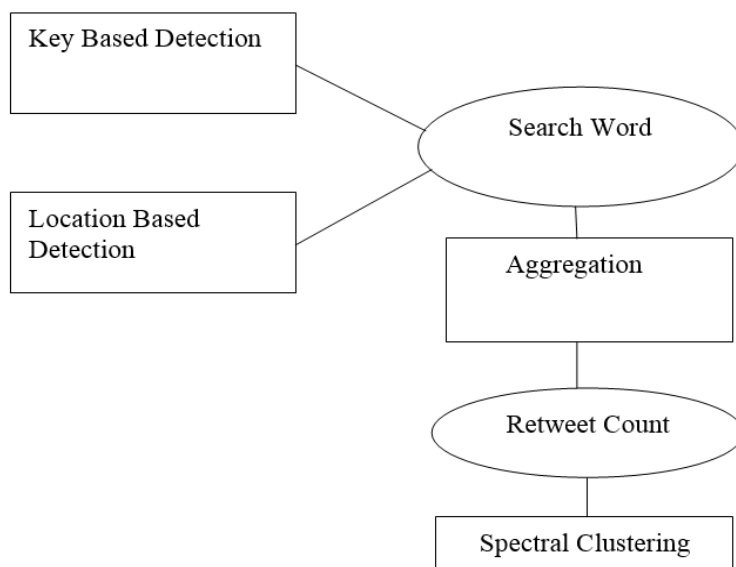 Key Based Detection
Search Word
Location Based
Detection
Aggregation
Retweet Count
Spectral Clustering